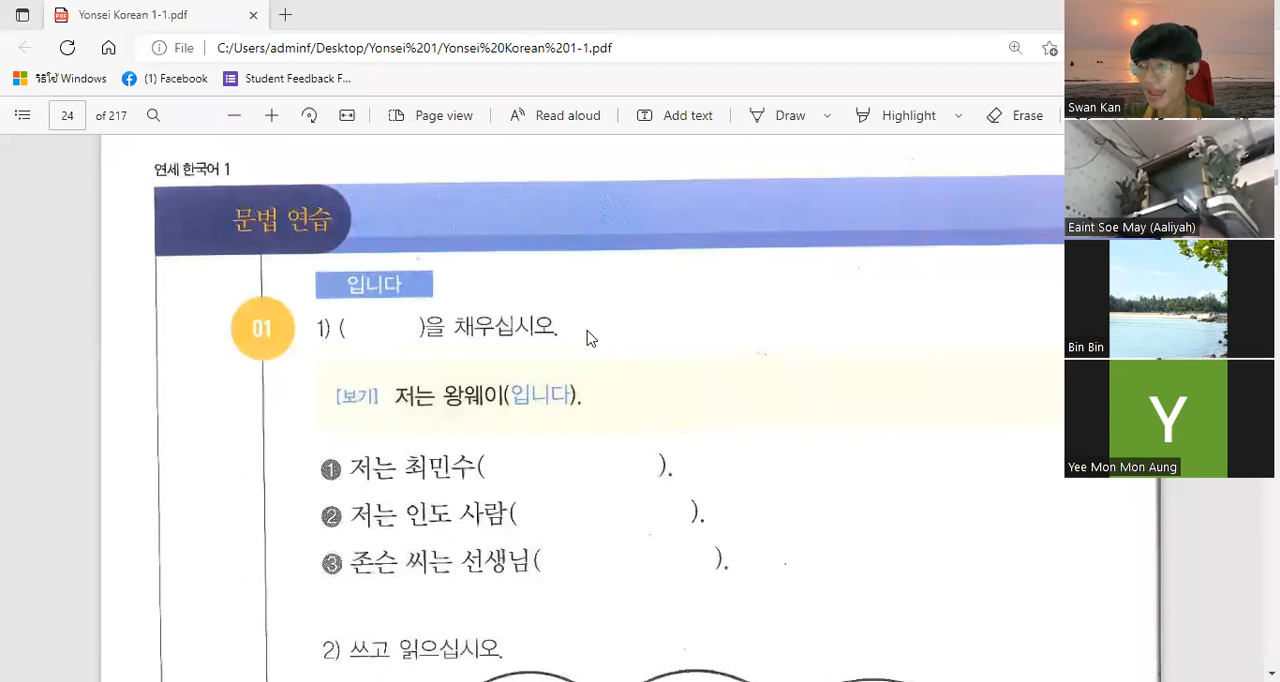 Yonsei Korean 1-1.pdf
File
C:/Users/adminf/Desktop/Yonsei%201/Yonsei%20Korean%201-1.pdf
วิธีใช้ Windows
(1) Facebook
Student Feedback F...
24
of 217
Page view
Read aloud
Add text
Draw
Highlight
Erase
연세 한국어 1
문법 연습
입니다
01
1) ( )을 채우십시오.
[보기] 저는 왕웨이(입니다).
❶ 저는 최민수( ).
❷ 저는 인도 사람( ).
❸ 존슨 씨는 선생님( ).
2) 쓰고 읽으십시오.
Swan Kan
Eaint Soe May (Aaliyah)
Bin Bin
Y
Yee Mon Mon Aung